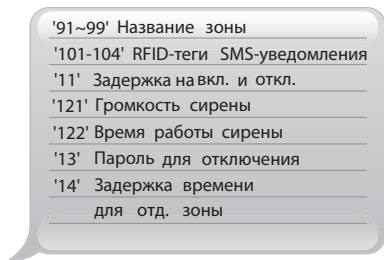 '91~99' Название зоны
'101-104' RFID-теги SMS-уведомления
'11' Задержка на вкл. и откл.
'121' Громкость сирены
'122' Время работы сирены
'13' Пароль для отключения
'14' Задержка времени
для отд. зоны